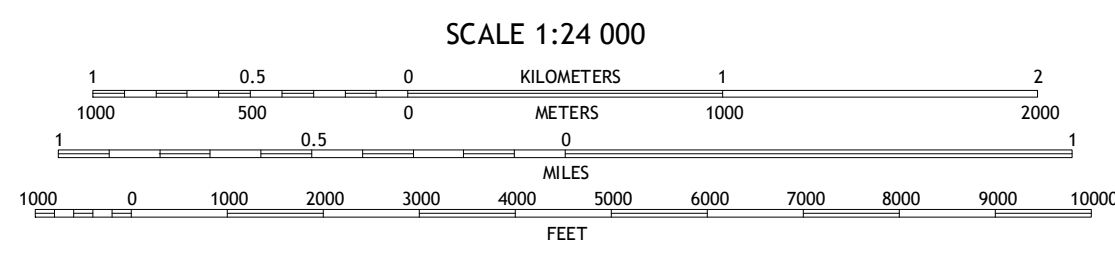 SCALE 1:24 000
1 0.5 0 KILOMETERS 1 2
1000 500 0 METERS 1000 2000
1 0.5 0 1
MILES
1000 0 1000 2000 3000 4000 5000 6000 7000 8000 9000 10000
FEET